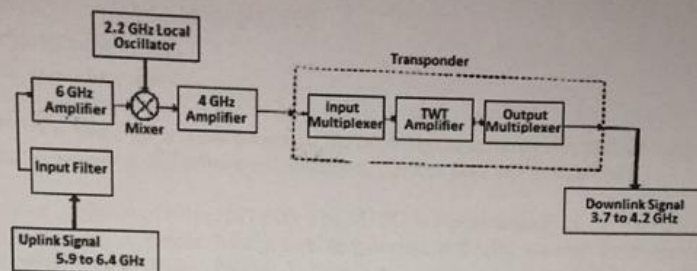 2.2 GHz Local
Oscillator
Transponder
6 GHz
Amplifier
Mixer
4 GHz
Amplifier
Input
Multiplexer
TWT
Amplifier
Output
Multiplexer
Input Filter
Downlink Signal
3.7 to 4.2 GHz
Uplink Signal
5.9 to 6.4 GHz